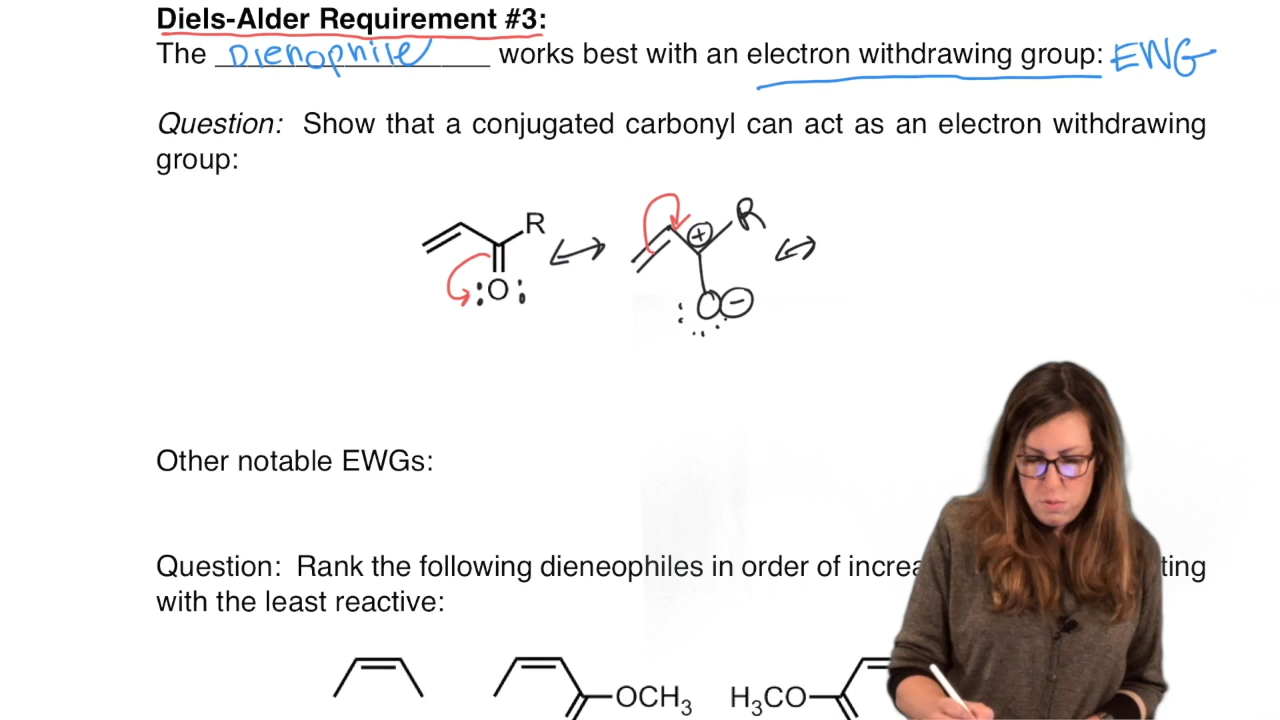 Diels-Alder Requirement #3:
The Dienophile works best with an electron withdrawing group: EWG
Question: Show that a conjugated carbonyl can act as an electron withdrawing
group:
R
:O:
R
+
:O−
Other notable EWGs:
Question: Rank the following dieneophiles in order of increa ting
with the least reactive:
OCH3 H3CO